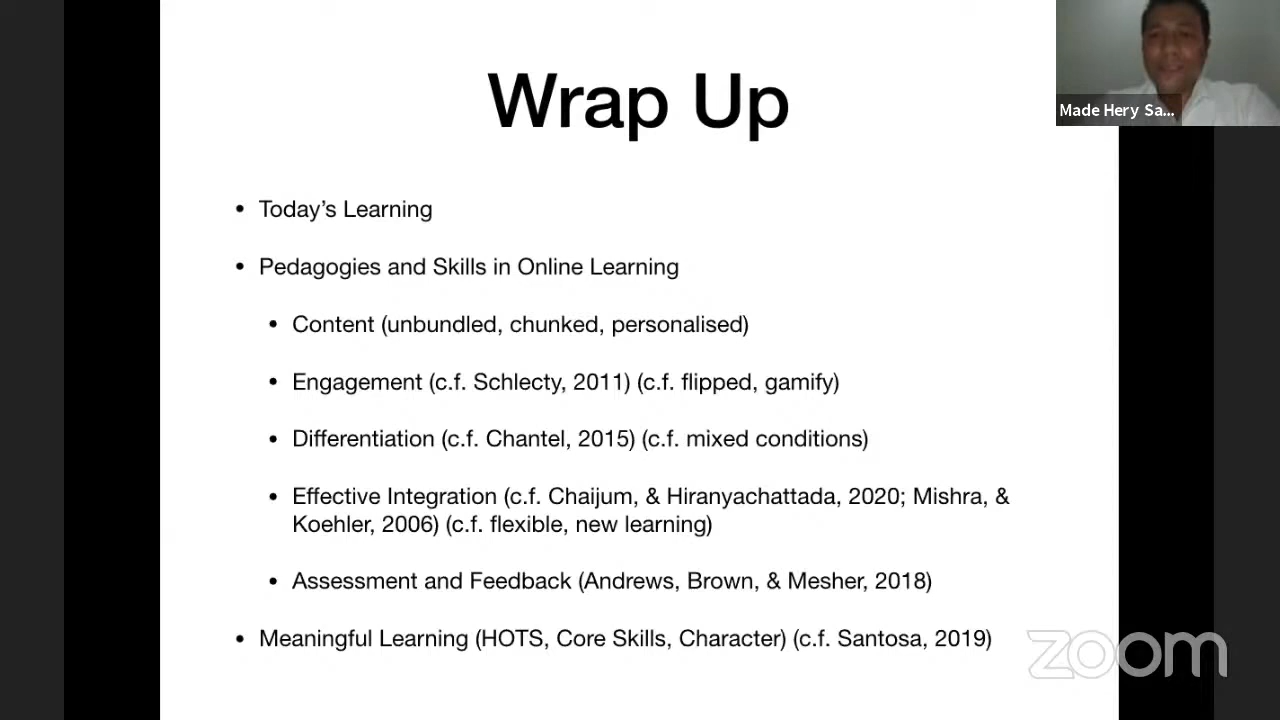 Wrap Up
Made Hery Sa...
• Today’s Learning
• Pedagogies and Skills in Online Learning
• Content (unbundled, chunked, personalised)
• Engagement (c.f. Schlecty, 2011) (c.f. flipped, gamify)
• Differentiation (c.f. Chantel, 2015) (c.f. mixed conditions)
• Effective Integration (c.f. Chaijum, & Hiranyachattada, 2020; Mishra, &
Koehler, 2006) (c.f. flexible, new learning)
• Assessment and Feedback (Andrews, Brown, & Mesher, 2018)
• Meaningful Learning (HOTS, Core Skills, Character) (c.f. Santosa, 2019)
zoom